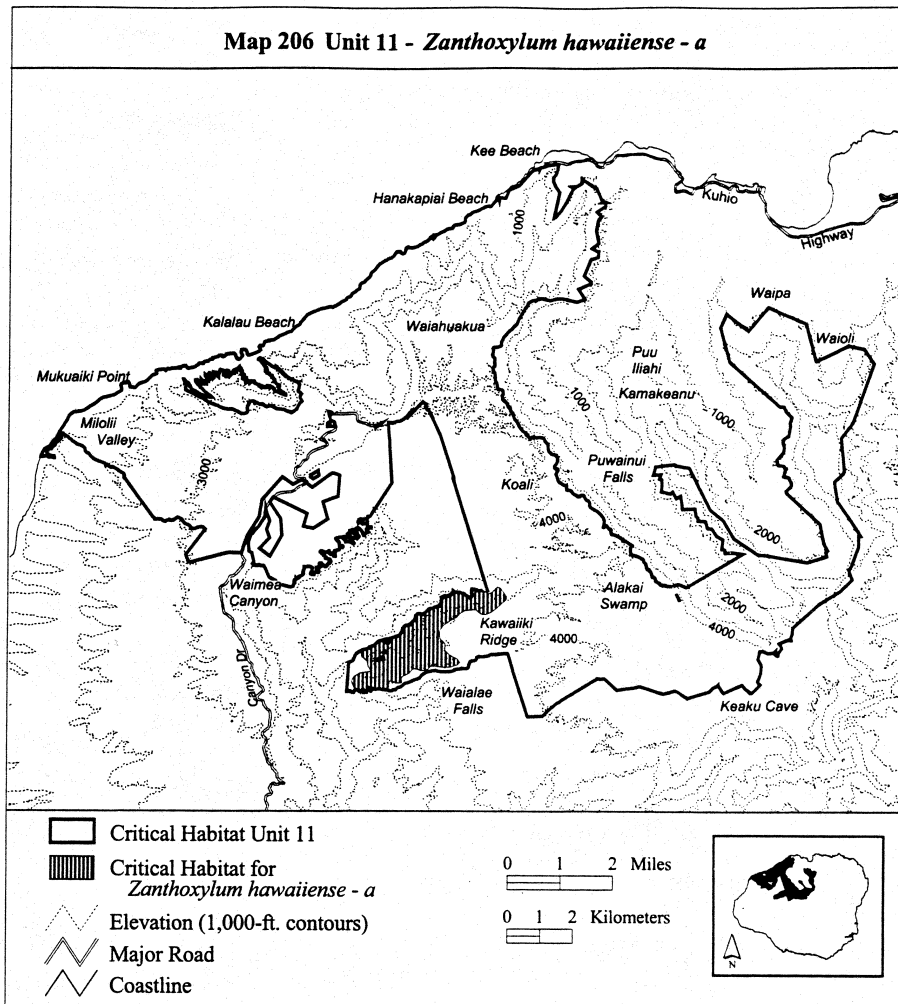 Map 206 Unit 11 - Zanthoxylum hawaiiense - a
Kee Beach
Hanakapiai Beach
Kuhio
Highway
1000
Waipa
Kalalau Beach
Waiahuakua
Waioli
Puu
Iliahi
Mukuaiki Point
1000
Kamakeanu
1000
Milolii
Valley
3000
Puwainui
Falls
Koali
4000
2000
Waimea
Canyon
Alakai
Swamp
2000
Kawaiiki
Ridge
4000
4000
Canyon Dr.
Waialae
Falls
Keaku Cave
Critical Habitat Unit 11
Critical Habitat for
Zanthoxylum hawaiiense - a
Elevation (1,000-ft. contours)
Major Road
Coastline
0 1 2 Miles
0 1 2 Kilometers
N